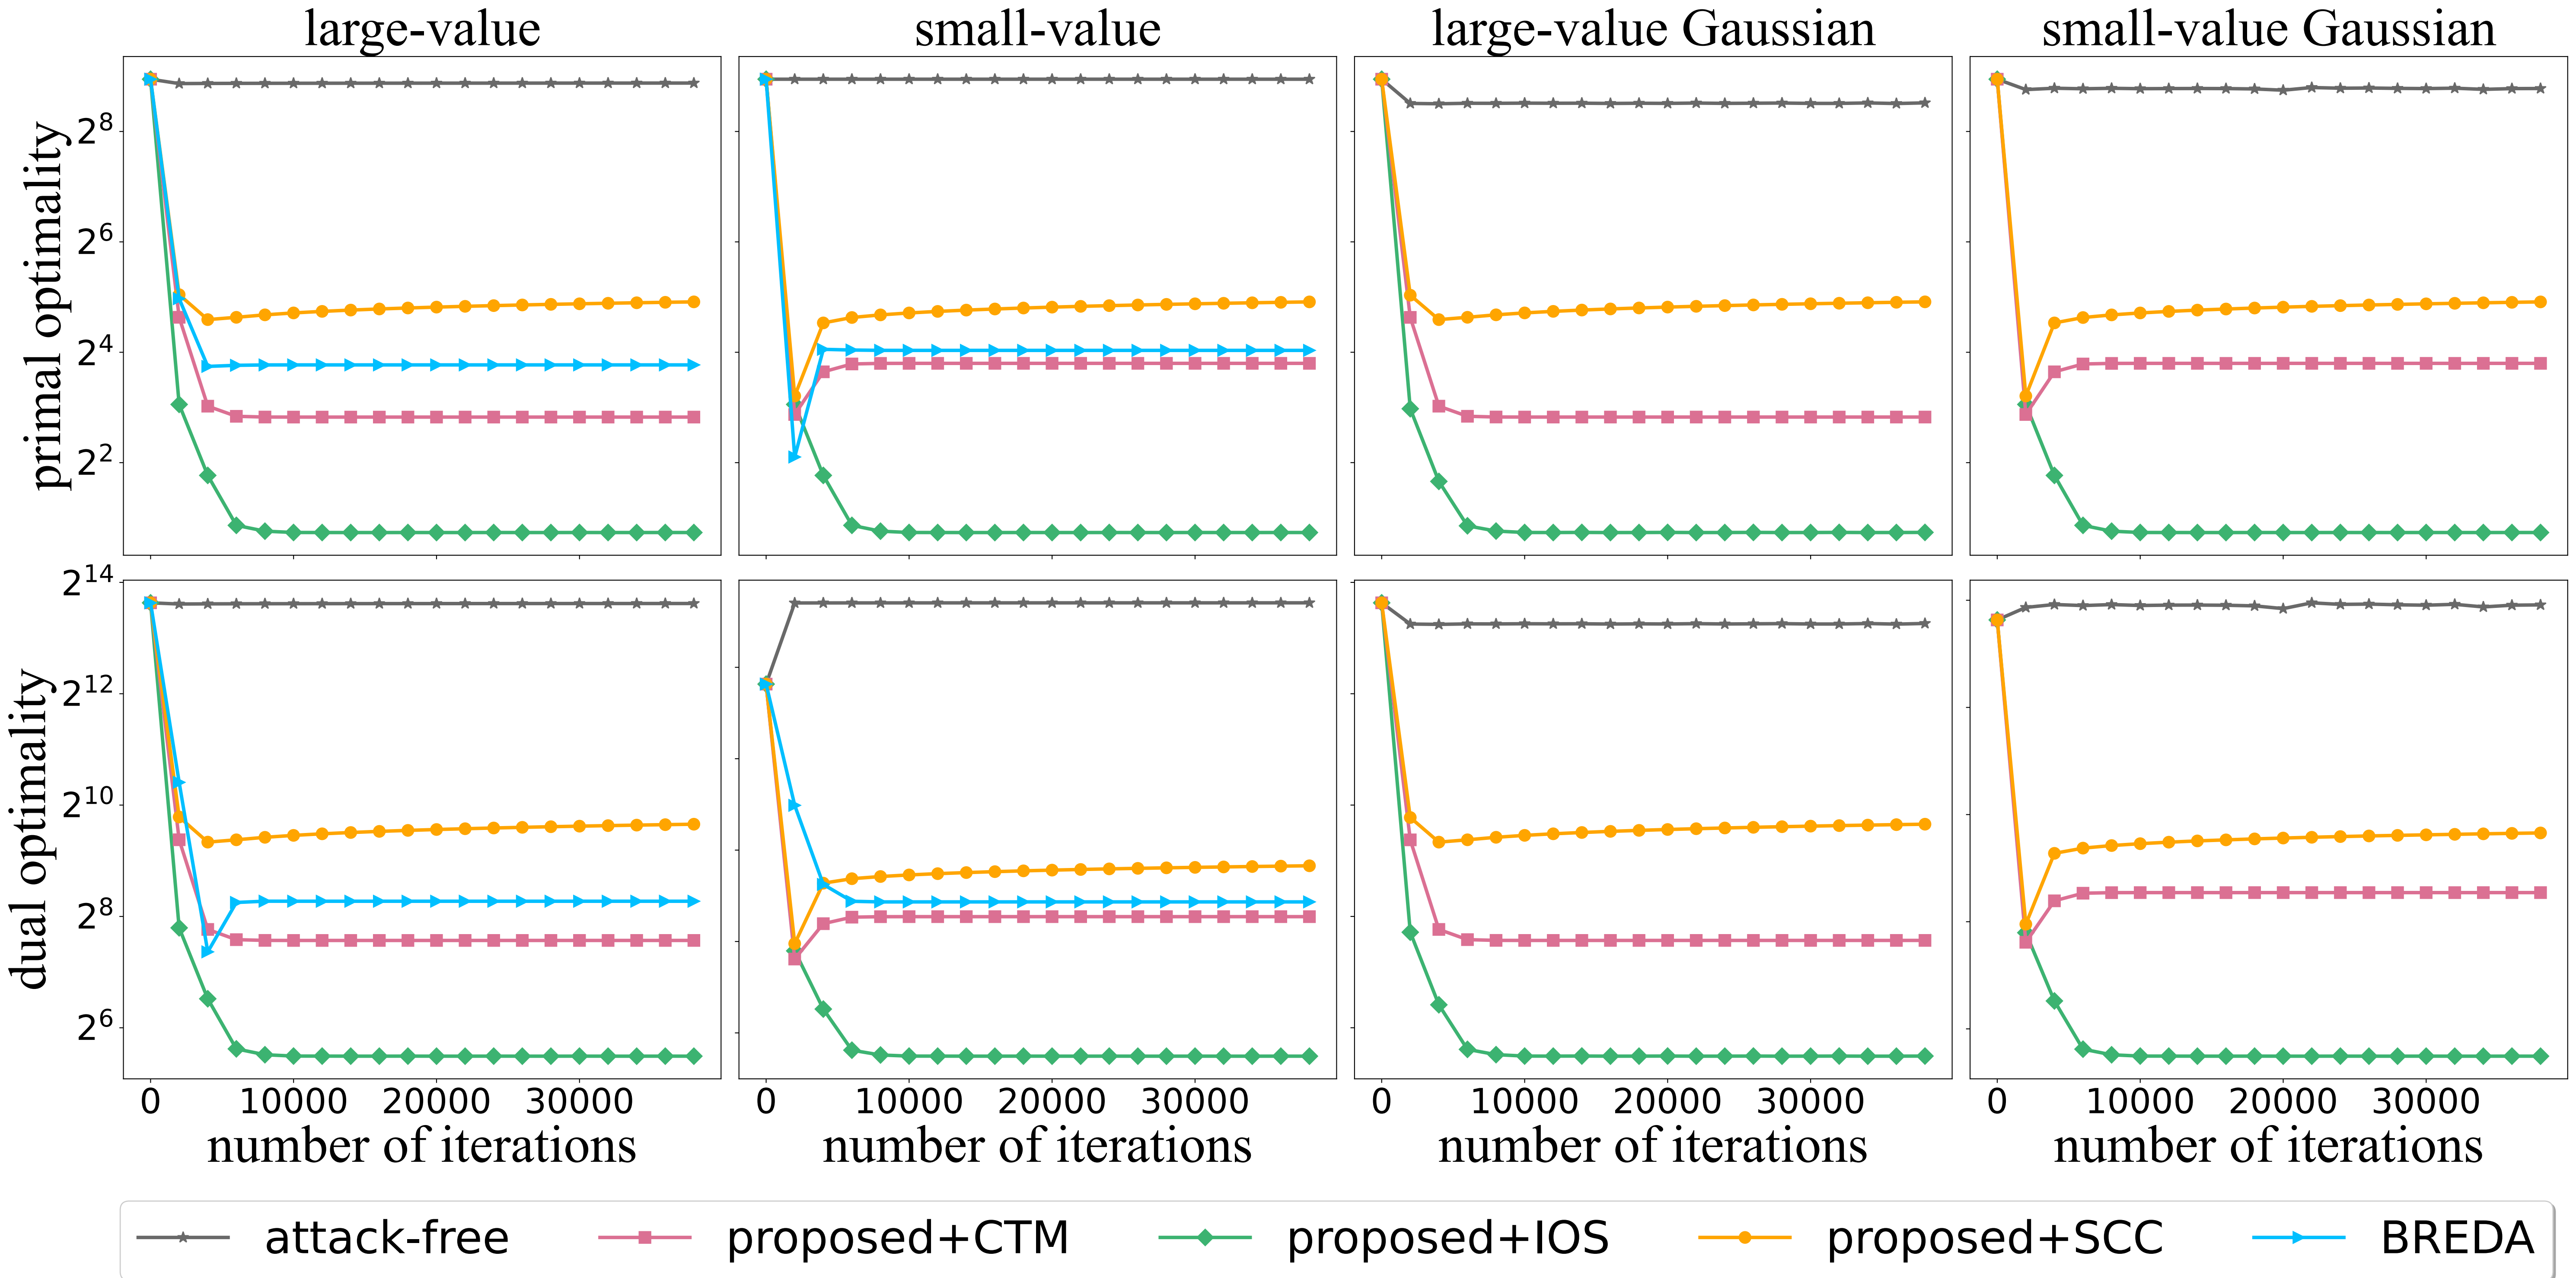 large-value small-value large-value Gaussian small-value Gaussian
primal optimality
2^8
2^6
2^4
2^2
dual optimality
2^14
2^12
2^10
2^8
2^6
0 10000 20000 30000 0 10000 20000 30000 0 10000 20000 30000 0 10000 20000 30000
number of iterations number of iterations number of iterations number of iterations
attack-free proposed+CTM proposed+IOS proposed+SCC BREDA